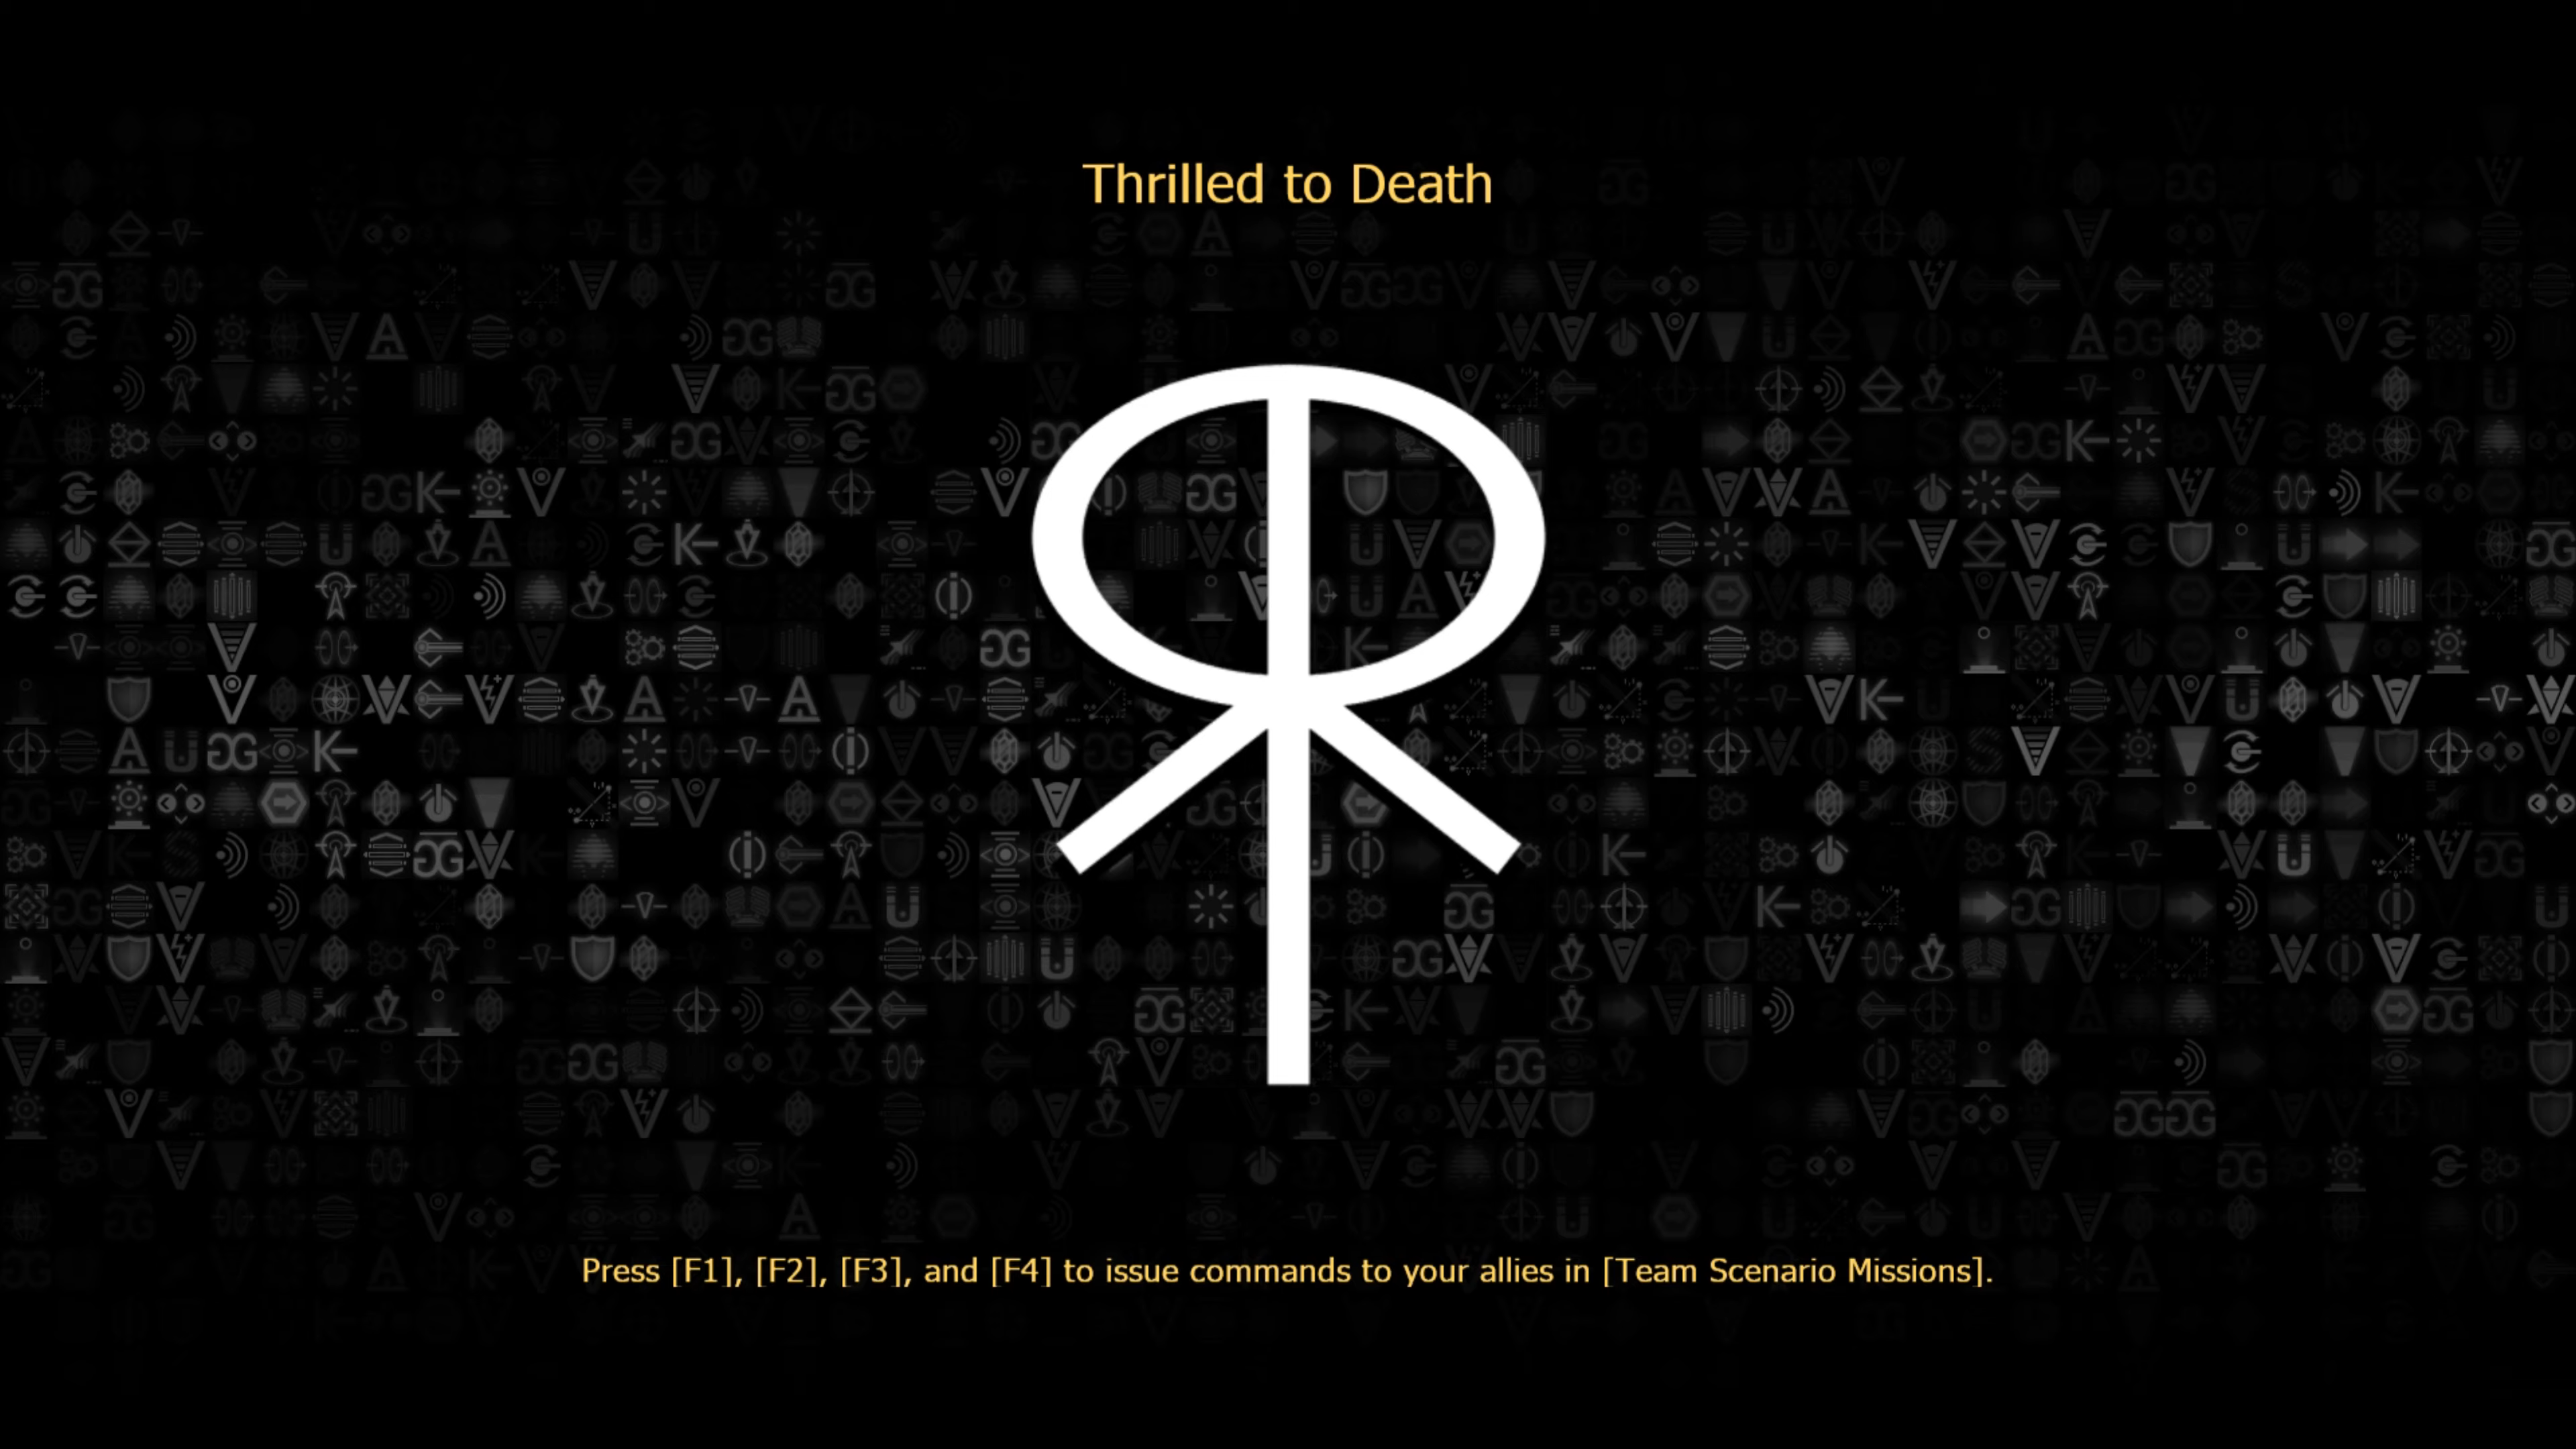 Thrilled to Death
Press [F1], [F2], [F3], and [F4] to issue commands to your allies in [Team Scenario Missions].